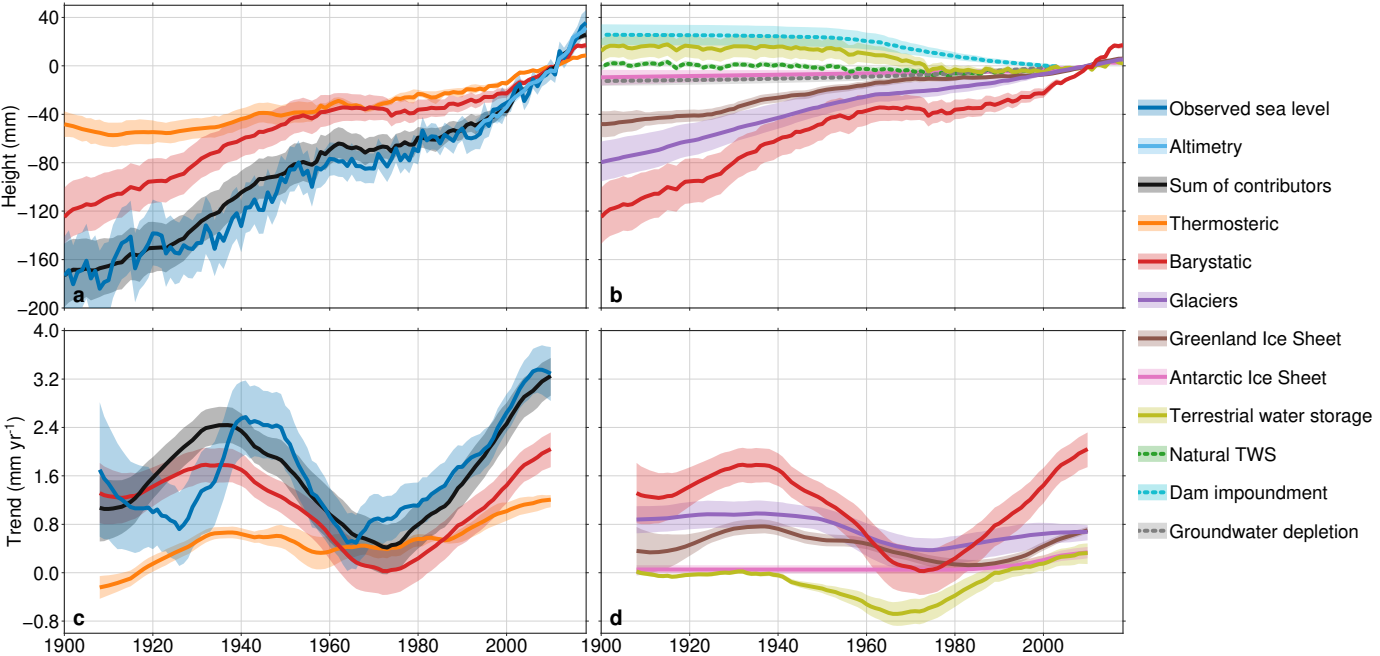 Height (mm)
40
0
−40
−80
−120
−160
−200
a
b
Trend (mm yr⁻¹)
4.0
3.2
2.4
1.6
0.8
0.0
−0.8
c
d
1900 1920 1940 1960 1980 2000
1900 1920 1940 1960 1980 2000
Observed sea level
Altimetry
Sum of contributors
Thermosteric
Barystatic
Glaciers
Greenland Ice Sheet
Antarctic Ice Sheet
Terrestrial water storage
Natural TWS
Dam impoundment
Groundwater depletion